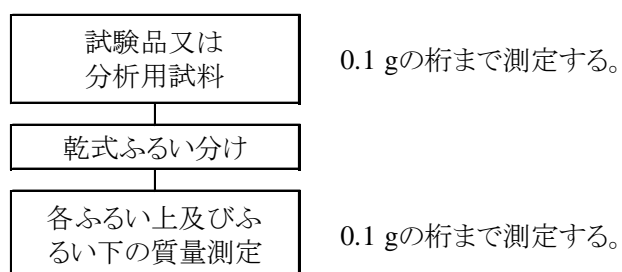 試験品又は
分析用試料
0.1 gの桁まで測定する。
乾式ふるい分け
各ふるい上及びふ
るい下の質量測定
0.1 gの桁まで測定する。